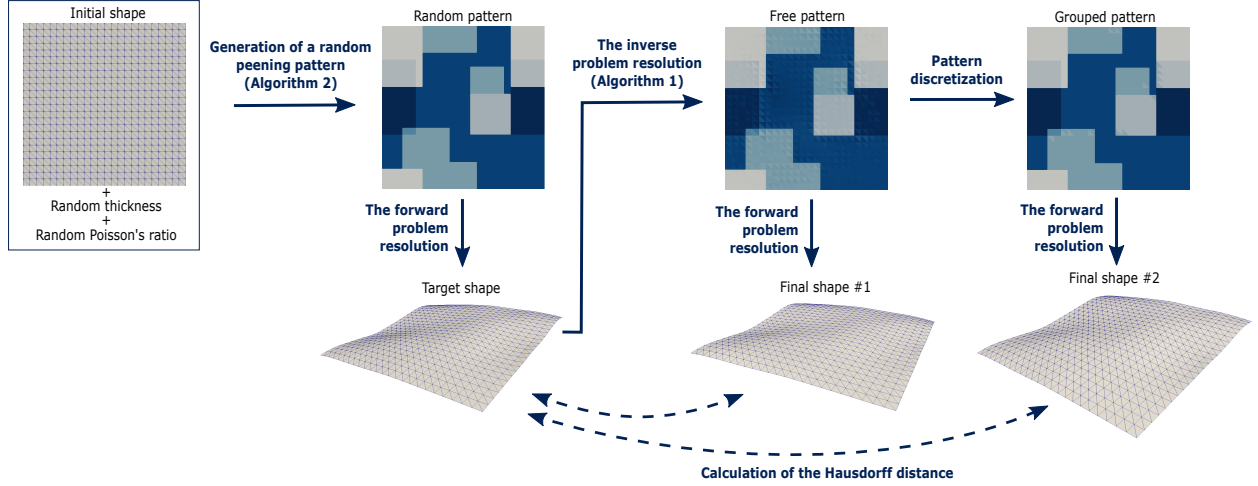 Initial shape
+
Random thickness
+
Random Poisson's ratio
Generation of a random
peening pattern
(Algorithm 2)
Random pattern
The forward
problem
resolution
Target shape
The inverse
problem resolution
(Algorithm 1)
Free pattern
The forward
problem
resolution
Final shape #1
Pattern
discretization
Grouped pattern
The forward
problem
resolution
Final shape #2
Calculation of the Hausdorff distance